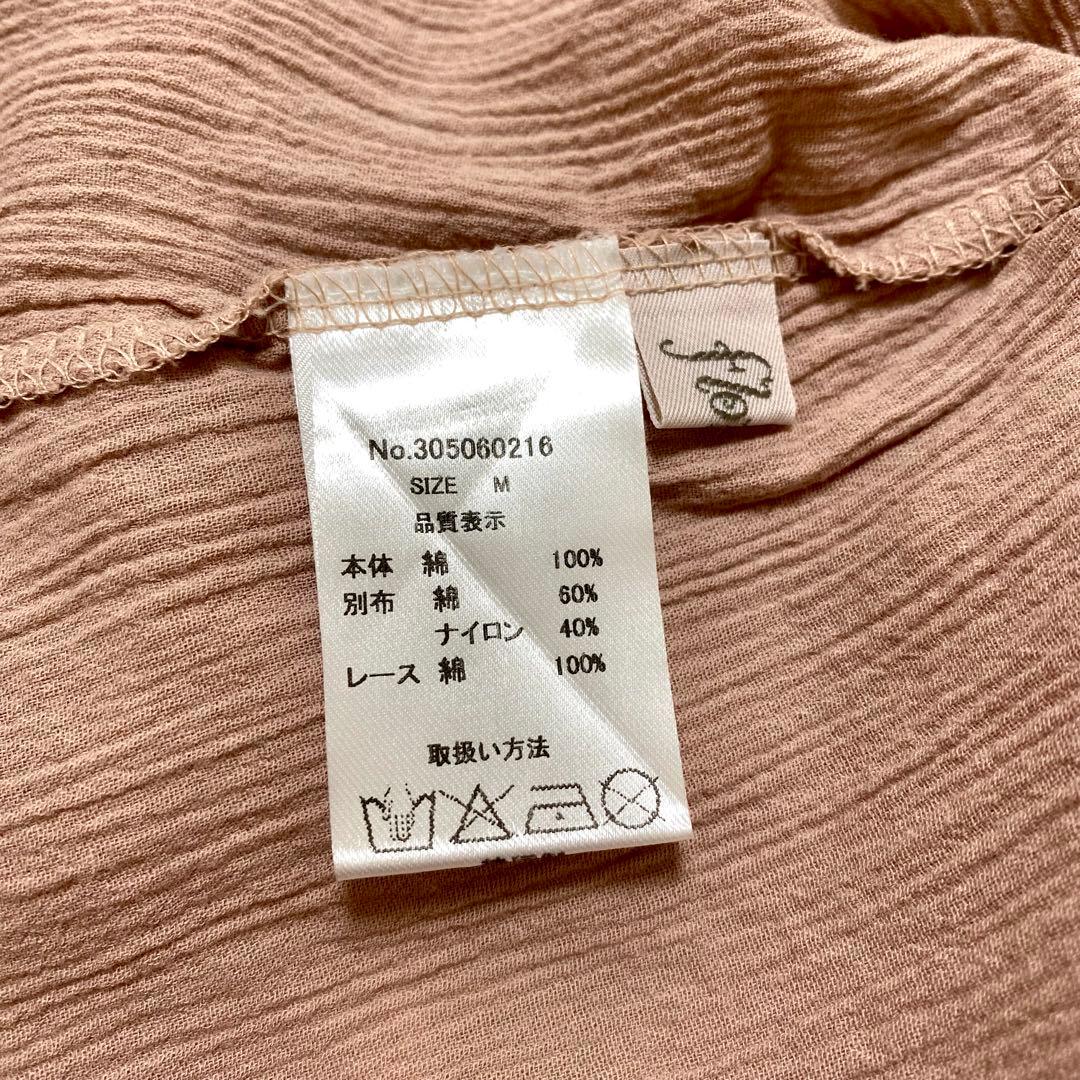 No.305060216
SIZE M
品質表示
本体 綿 100%
別布 綿 60%
ナイロン 40%
レース 綿 100%
取扱い方法